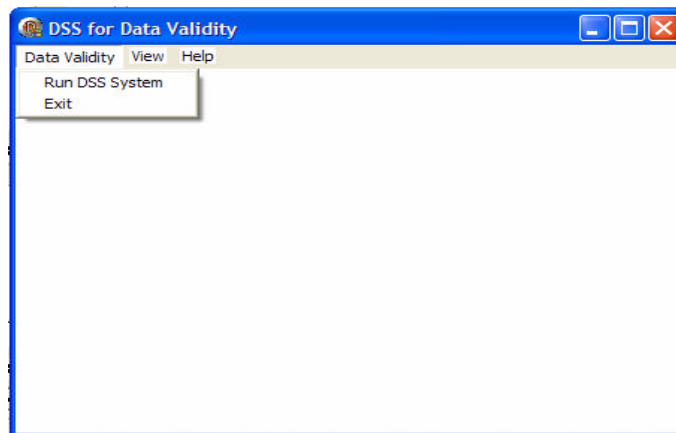 DSS for Data Validity
Data Validity View Help
Run DSS System
Exit